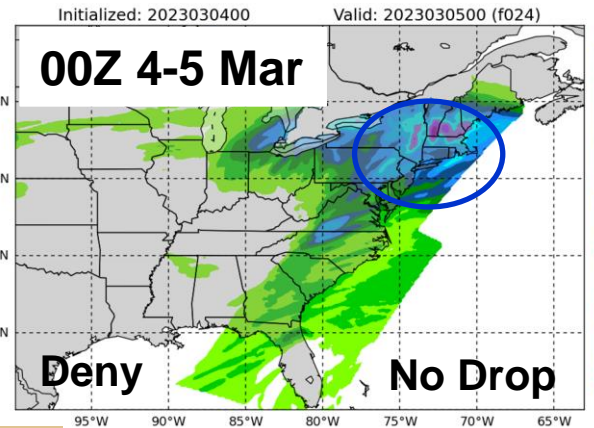 Initialized: 2023030400 Valid: 2023030500 (f024)
00Z 4-5 Mar
N
N
N
N
Deny No Drop
95°W 90°W 85°W 80°W 75°W 70°W 65°W